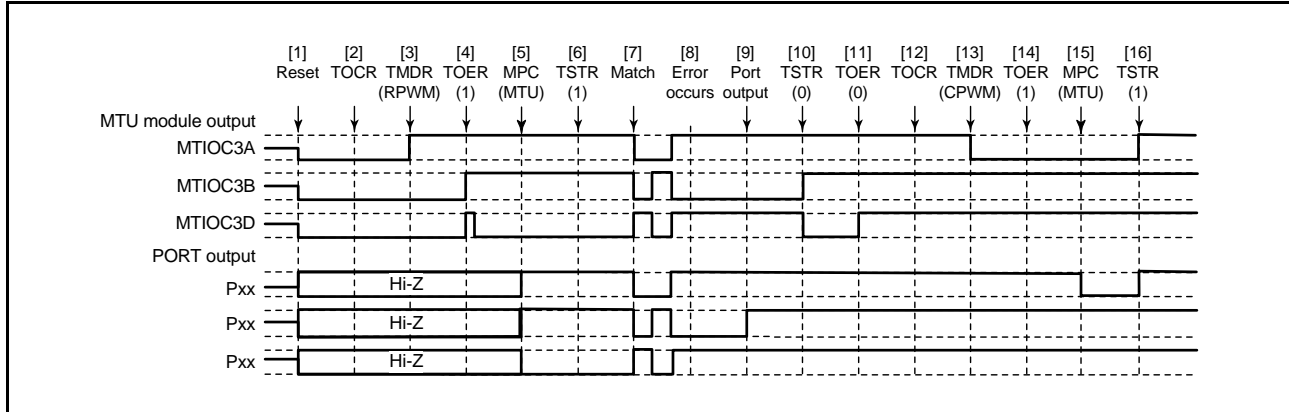 [1] [2] [3] [4] [5] [6] [7] [8] [9] [10] [11] [12] [13] [14] [15] [16]
Reset TOCR TMDR TOER MPC TSTR Match Error Port TSTR TOER TOCR TMDR TOER MPC TSTR
(RPWM) (1) (MTU) (1) occurs output (0) (0) (CPWM) (1) (MTU) (1)
MTU module output
MTIOC3A
MTIOC3B
MTIOC3D
PORT output
Pxx Hi-Z
Pxx Hi-Z
Pxx Hi-Z